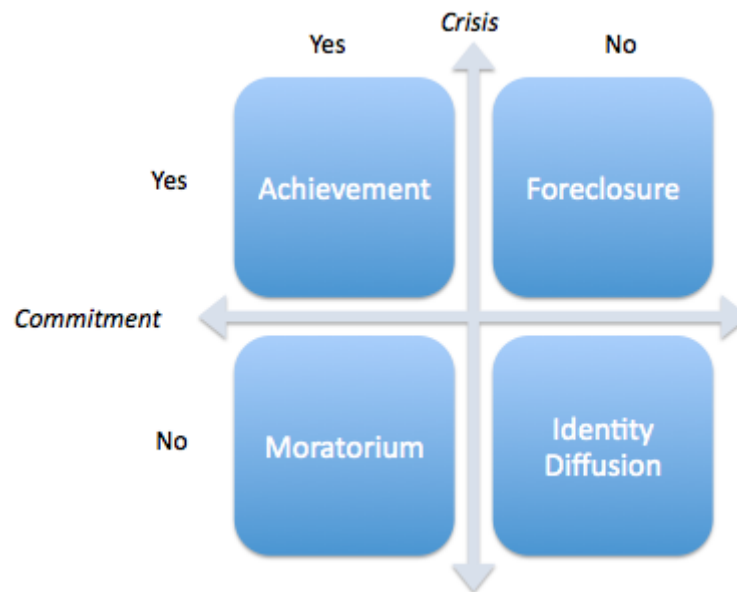 Crisis
Yes
No
Yes
Achievement
Foreclosure
Commitment
No
Moratorium
Identity
Diffusion